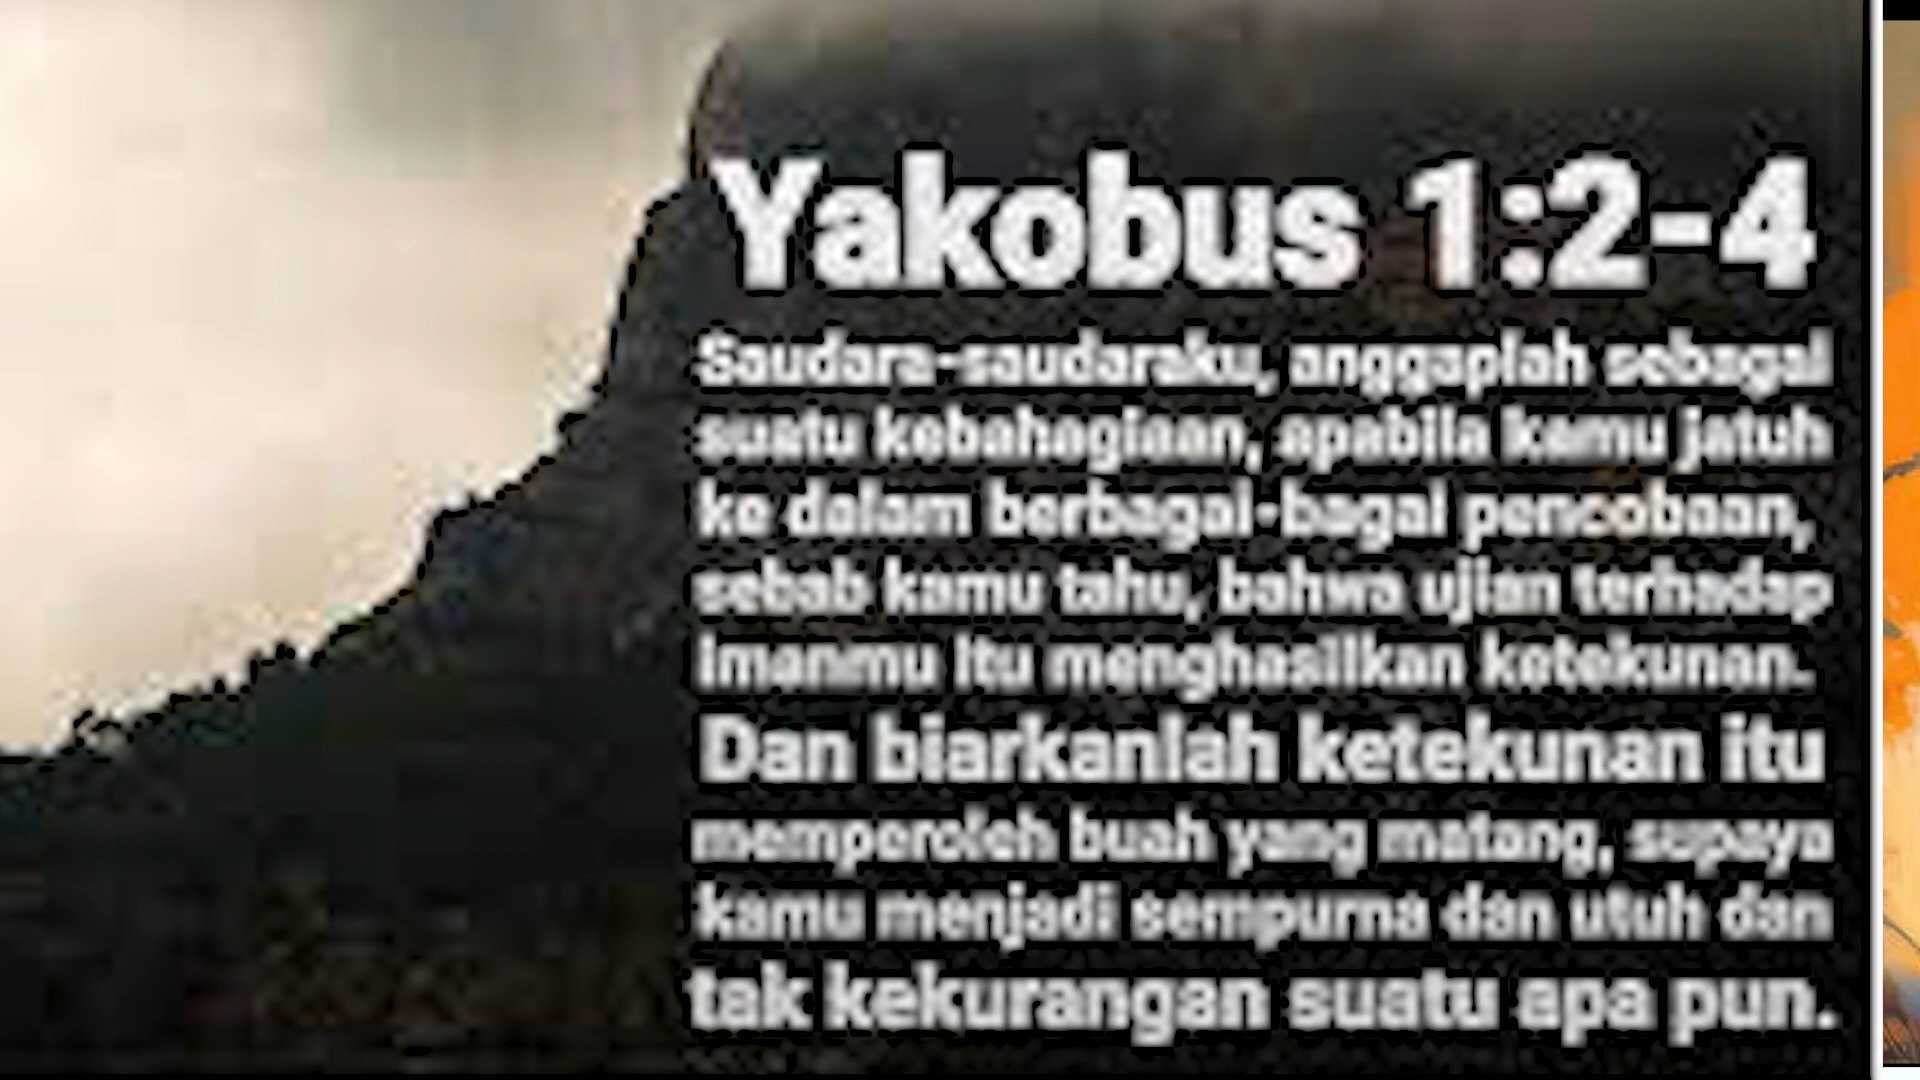 Yakobus 1:2-4
Saudara-saudaraku, anggaplah sebagai
suatu kebahagiaan, apabila kamu jatuh
ke dalam berbagai-bagai pencobaan,
sebab kamu tahu, bahwa ujian terhadap
imanmu itu menghasilkan ketekunan.
Dan biarkanlah ketekunan itu
memperoleh buah yang matang, supaya
kamu menjadi sempurna dan utuh dan
tak kekurangan suatu apa pun.